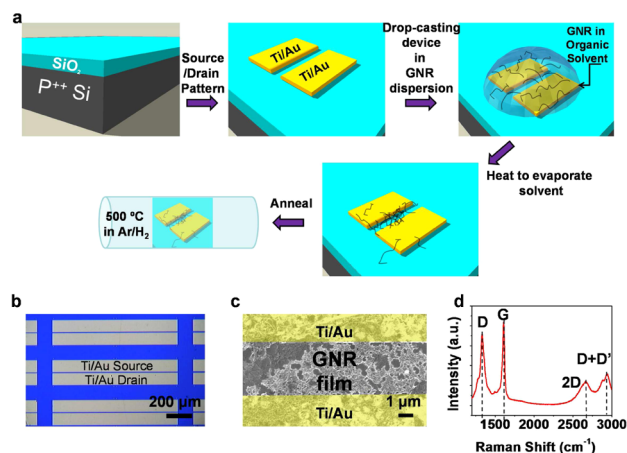 a
SiO₂
P⁺⁺ Si
Source
/Drain
Pattern
Ti/Au
Ti/Au
Drop-casting
device
in
GNR
dispersion
GNR in
Organic
Solvent
Heat to evaporate
solvent
Anneal
500 ºC
in Ar/H₂
b
Ti/Au Source
Ti/Au Drain
200 µm
c
Ti/Au
GNR
film
Ti/Au
1 µm
d
Intensity (a.u.)
D
G
2D
D+D'
1500 2000 2500 3000
Raman Shift (cm⁻¹)